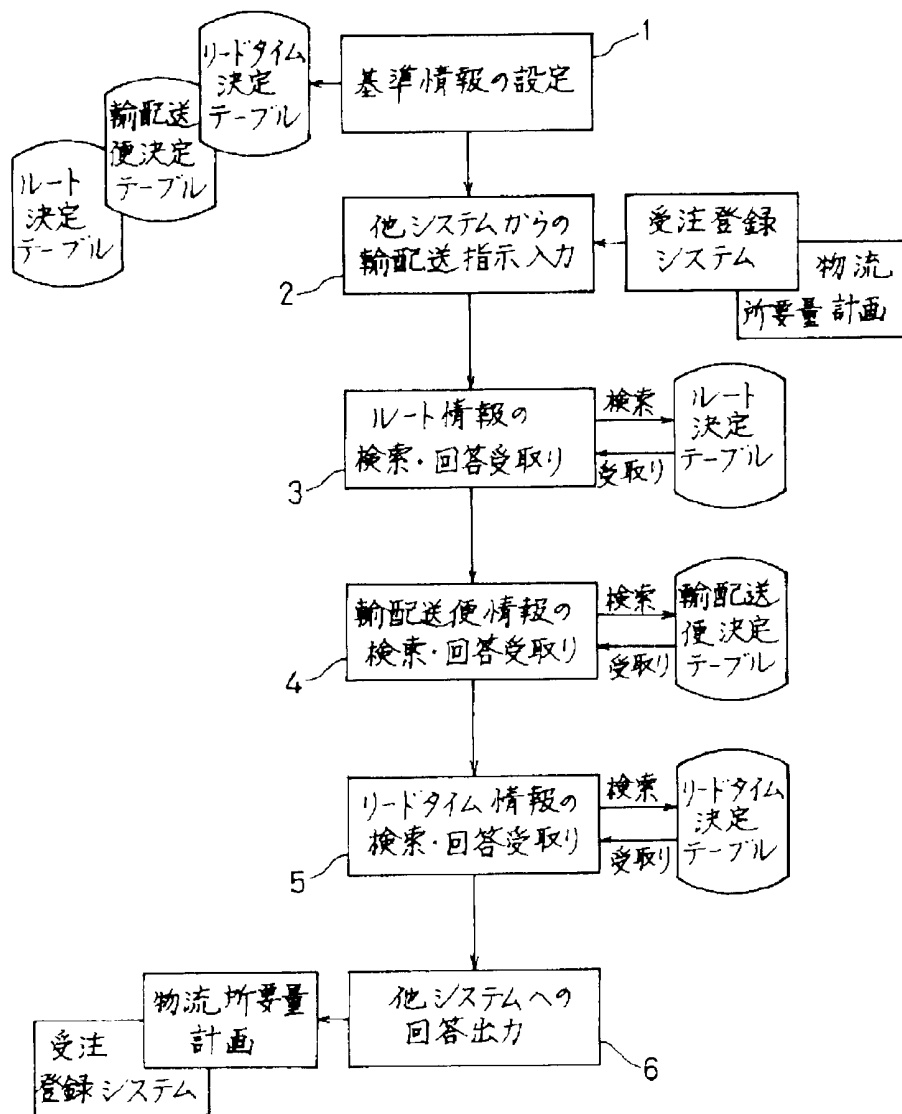 1
リードタイム
決定
テーブル
輸配送
便決定
テーブル
ルート
決定
テーブル
基準情報の設定
他システムからの
輸配送指示入力
2
受注登録
システム
物流
所要量計画
ルート情報の
検索・回答受取り
3
検索
受取り
ルート
決定
テーブル
輸配送便情報の
検索・回答受取り
4
検索
受取り
輸配送
便決定
テーブル
リードタイム情報の
検索・回答受取り
5
検索
受取り
リードタイム
決定
テーブル
他システムへの
回答出力
6
物流所要量
計画
受注
登録システム